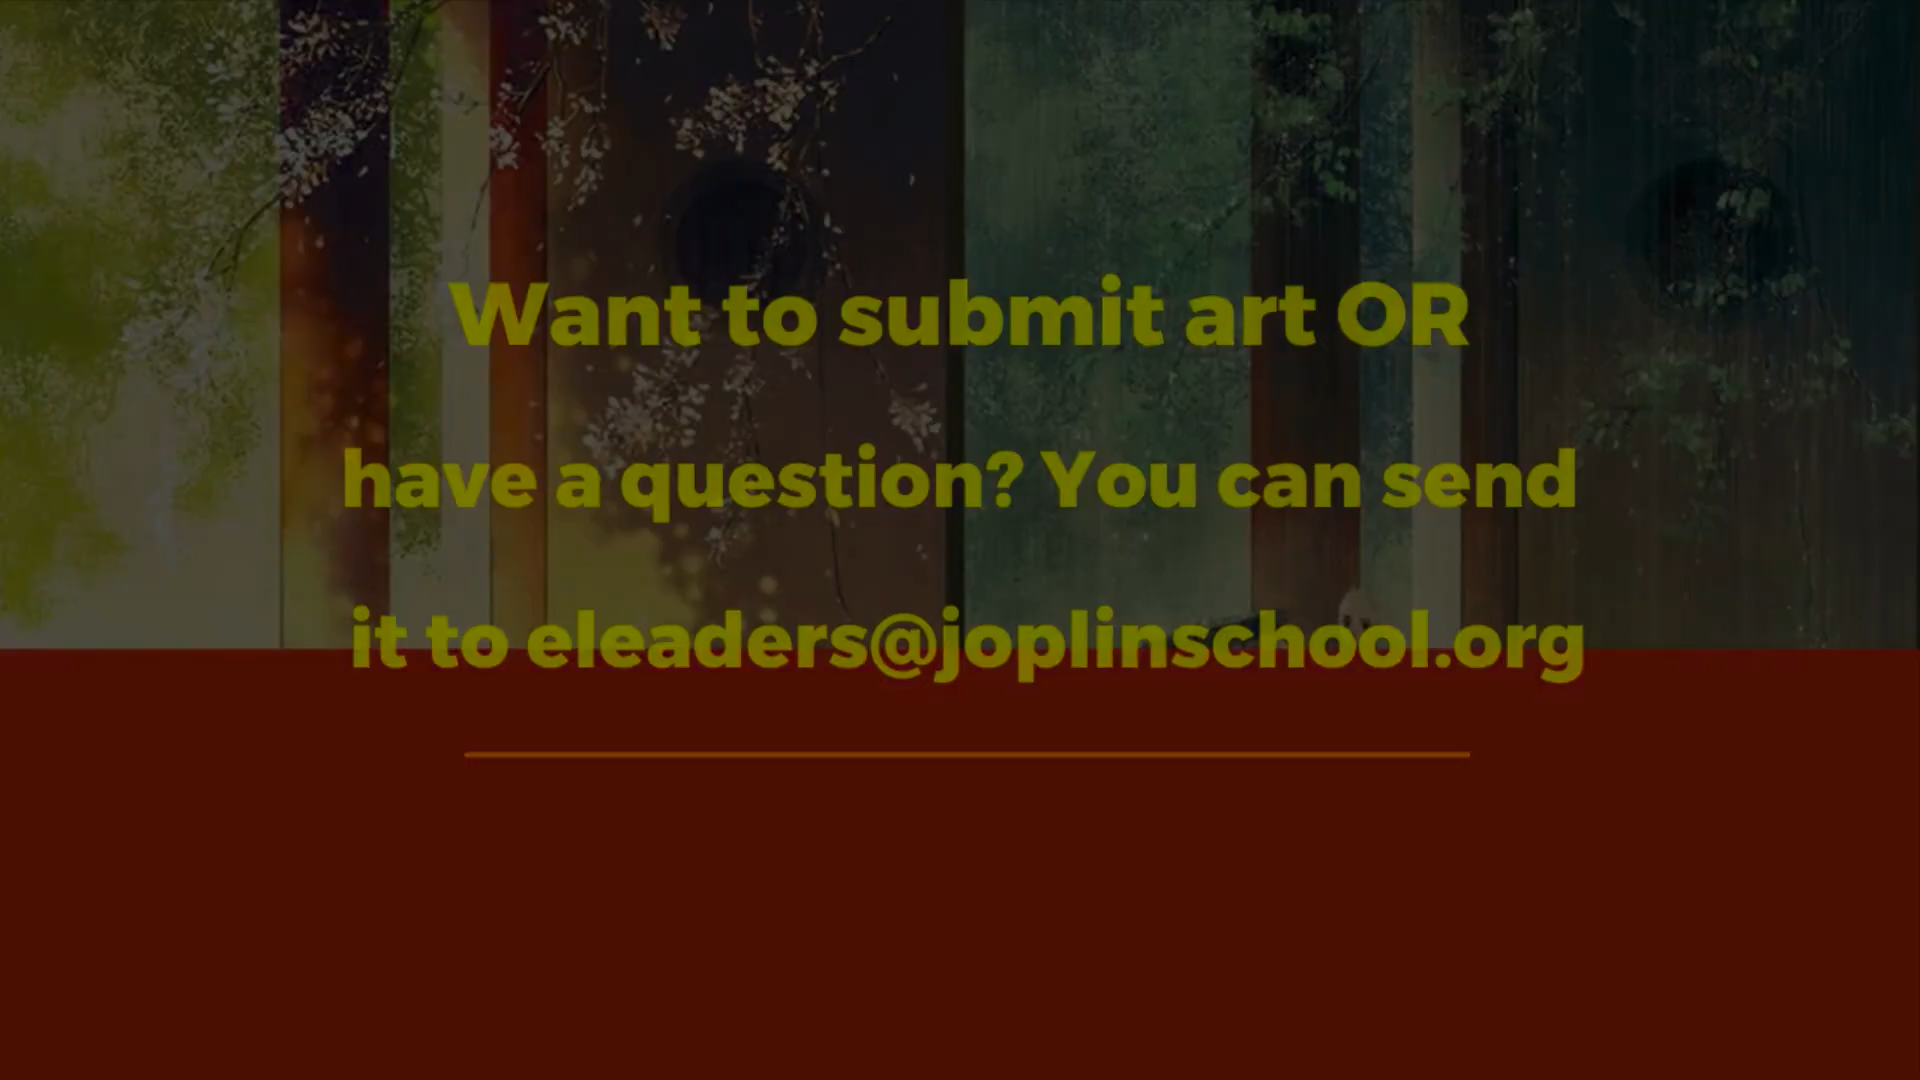 Want to submit art OR
have a question? You can send
it to eleaders@joplinschool.org